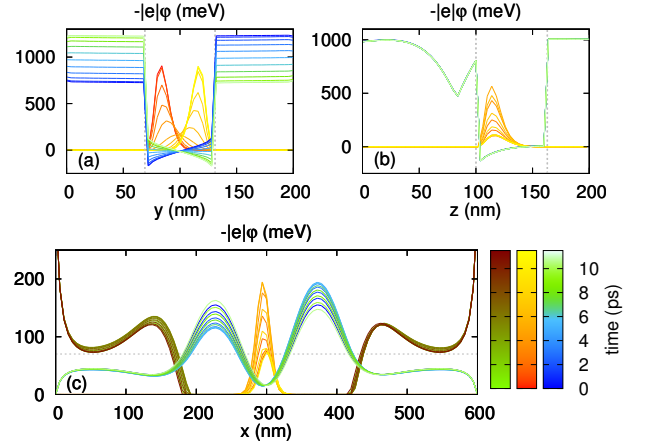 -|e|φ (meV)
-|e|φ (meV)
1000
500
0
(a)
0 50 100 150 200
y (nm)
1000
500
0
(b)
0 50 100 150 200
z (nm)
-|e|φ (meV)
200
100
0
(c)
0 100 200 300 400 500 600
x (nm)
10
8
6
4
2
0
time (ps)